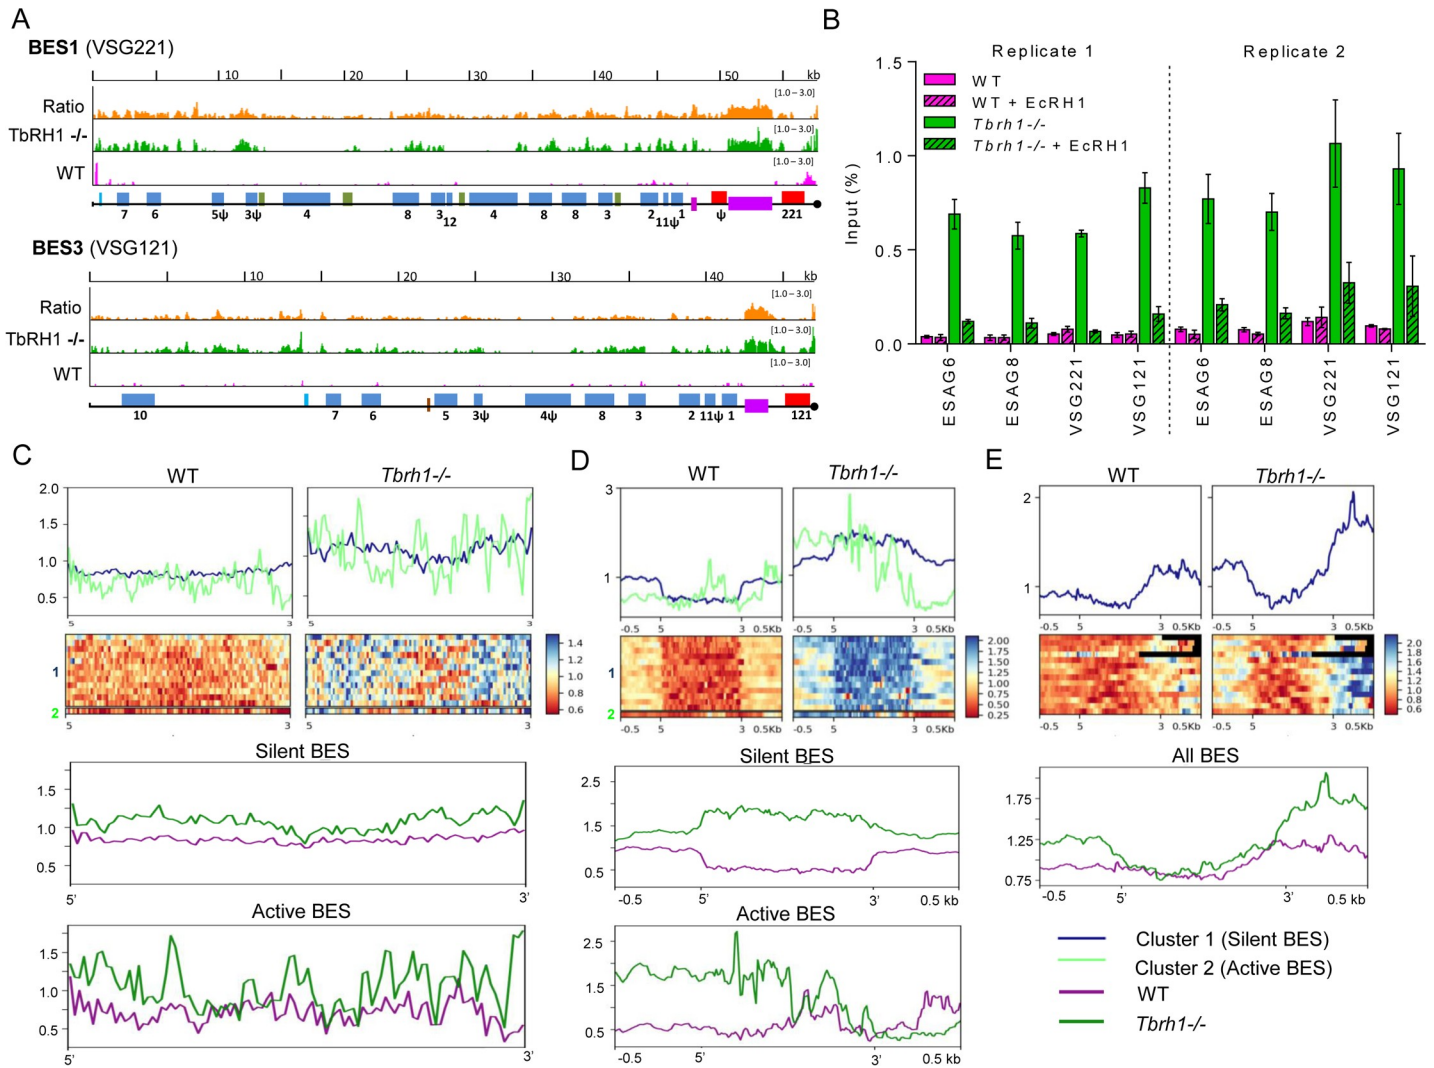 A
BES1 (VSG221)
10 20 30 40 50 kb
Ratio [1.0 – 3.0]
TbRH1 -/- [1.0 – 3.0]
WT [1.0 – 3.0]
7 6 5ψ 3ψ 4 8 3 12 4 8 8 3 2 11ψ 1 ψ 221
BES3 (VSG121)
10 20 30 40 kb
Ratio [1.0 – 3.0]
TbRH1 -/- [1.0 – 3.0]
WT [1.0 – 3.0]
10 7 6 5 3ψ 4ψ 8 3 2 11ψ 1 121
B
Replicate 1 Replicate 2
WT
WT + EcRH1
Tbrh1-/-
Tbrh1-/- + EcRH1
Input (%)
1.5
1.0
0.5
0.0
ESAG6 ESAG8 VSG221 VSG121 ESAG6 ESAG8 VSG221 VSG121
C
WT Tbrh1-/-
2.0
1.5
1.0
0.5
5 3 5 3
1
2
1.4
1.2
1.0
0.8
0.6
5 3 5 3
Silent BES
1.5
1.0
0.5
5' 3'
Active BES
1.5
1.0
0.5
5' 3'
D
WT Tbrh1-/-
3
1
-0.5 5 3 0.5Kb -0.5 5 3 0.5Kb
1
2
2.00
1.75
1.50
1.25
1.00
0.75
0.50
0.25
-0.5 5 3 0.5Kb -0.5 5 3 0.5Kb
Silent BES
2.5
1.5
0.5
-0.5 5' 3' 0.5 kb
Active BES
2.5
1.5
0.5
-0.5 5' 3' 0.5 kb
E
WT Tbrh1-/-
2
1
-0.5 5 3 0.5Kb -0.5 5 3 0.5Kb
2.0
1.8
1.6
1.4
1.2
1.0
0.8
0.6
-0.5 5 3 0.5Kb -0.5 5 3 0.5Kb
All BES
1.75
1.25
0.75
-0.5 5' 3' 0.5 kb
Cluster 1 (Silent BES)
Cluster 2 (Active BES)
WT
Tbrh1-/-